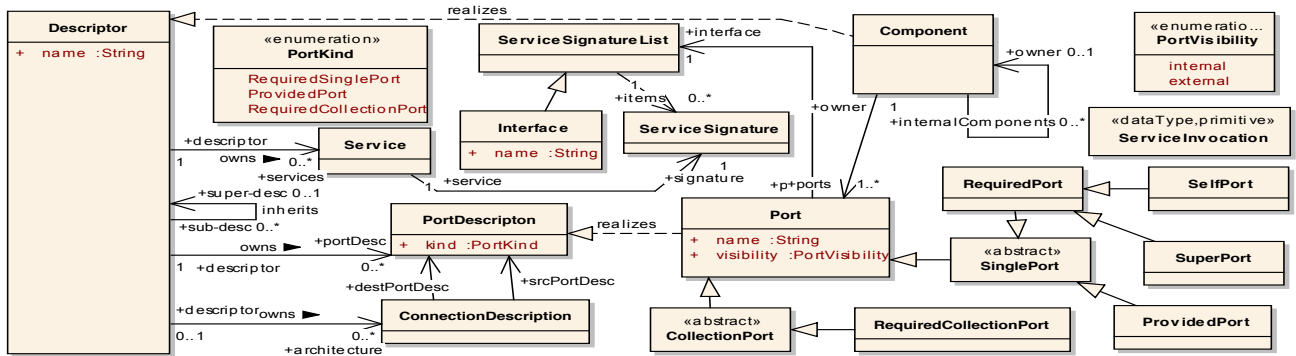 realizes
Descriptor
+ name :String
«enumeration»
PortKind
RequiredSinglePort
ProvidedPort
RequiredCollectionPort
ServiceSignatureList
+interface
1
Component
+owner 0..1
«enumeratio...
PortVisibility
internal
external
1
+items 0..*
+owner
1
+internalComponents 0..*
«dataType,primitive»
ServiceInvocation
Interface
+ name :String
ServiceSignature
+descriptor
1
owns
0..*
+services
Service
1
+service
1
+signature
+super-desc 0..1
inherits
+sub-desc 0..*
+p+ports
1..*
RequiredPort
SelfPort
owns
+portDesc
1
+descriptor
0..*
PortDescripton
+ kind :PortKind
realizes
Port
+ name :String
+ visibility :PortVisibility
«abstract»
SinglePort
SuperPort
+destPortDesc
+srcPortDesc
+descriptor
owns
0..1
0..*
+architecture
ConnectionDescription
«abstract»
CollectionPort
RequiredCollectionPort
ProvidedPort